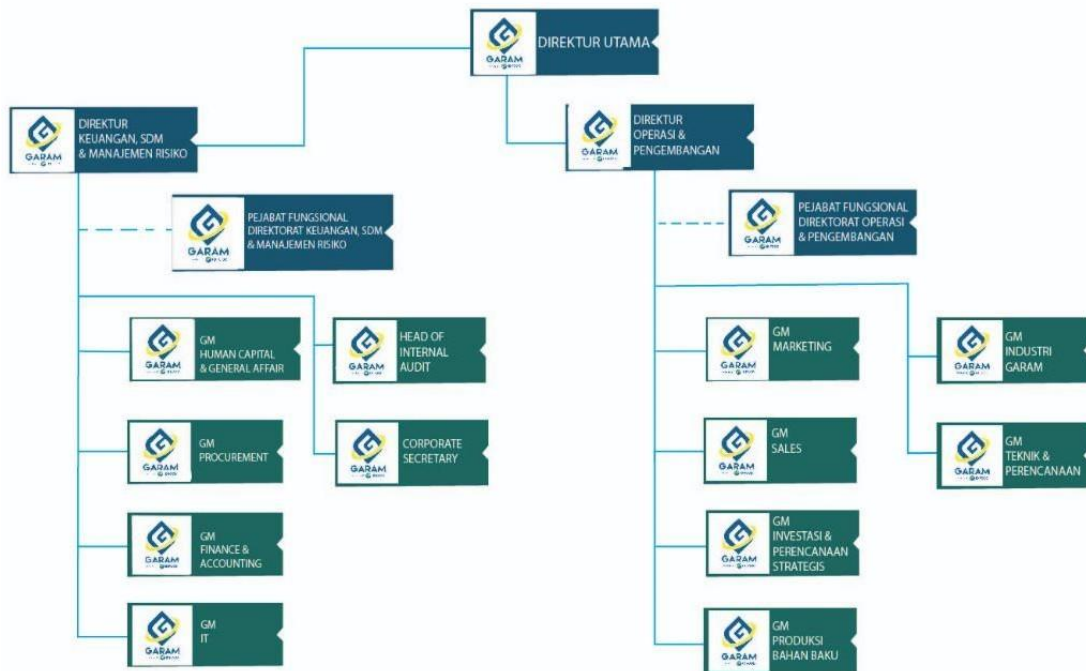 GARAM
DIREKTUR UTAMA
GARAM
DIREKTUR
KEUANGAN, SDM
& MANAJEMEN RISIKO
GARAM
DIREKTUR
OPERASI &
PENGEMBANGAN
GARAM
PEJABAT FUNGSIONAL
DIREKTORAT KEUANGAN, SDM
& MANAJEMEN RISIKO
GARAM
PEJABAT FUNGSIONAL
DIREKTORAT OPERASI
& PENGEMBANGAN
GARAM
GM
HUMAN CAPITAL
& GENERAL AFFAIR
GARAM
HEAD OF
INTERNAL
AUDIT
GARAM
GM
MARKETING
GARAM
GM
INDUSTRI
GARAM
GARAM
GM
PROCUREMENT
GARAM
CORPORATE
SECRETARY
GARAM
GM
SALES
GARAM
GM
TEKNIK &
PERENCANAAN
GARAM
GM
FINANCE &
ACCOUNTING
GARAM
GM
INVESTASI &
PERENCANAAN
STRATEGIS
GARAM
GM
IT
GARAM
GM
PRODUKSI
BAHAN BAKU